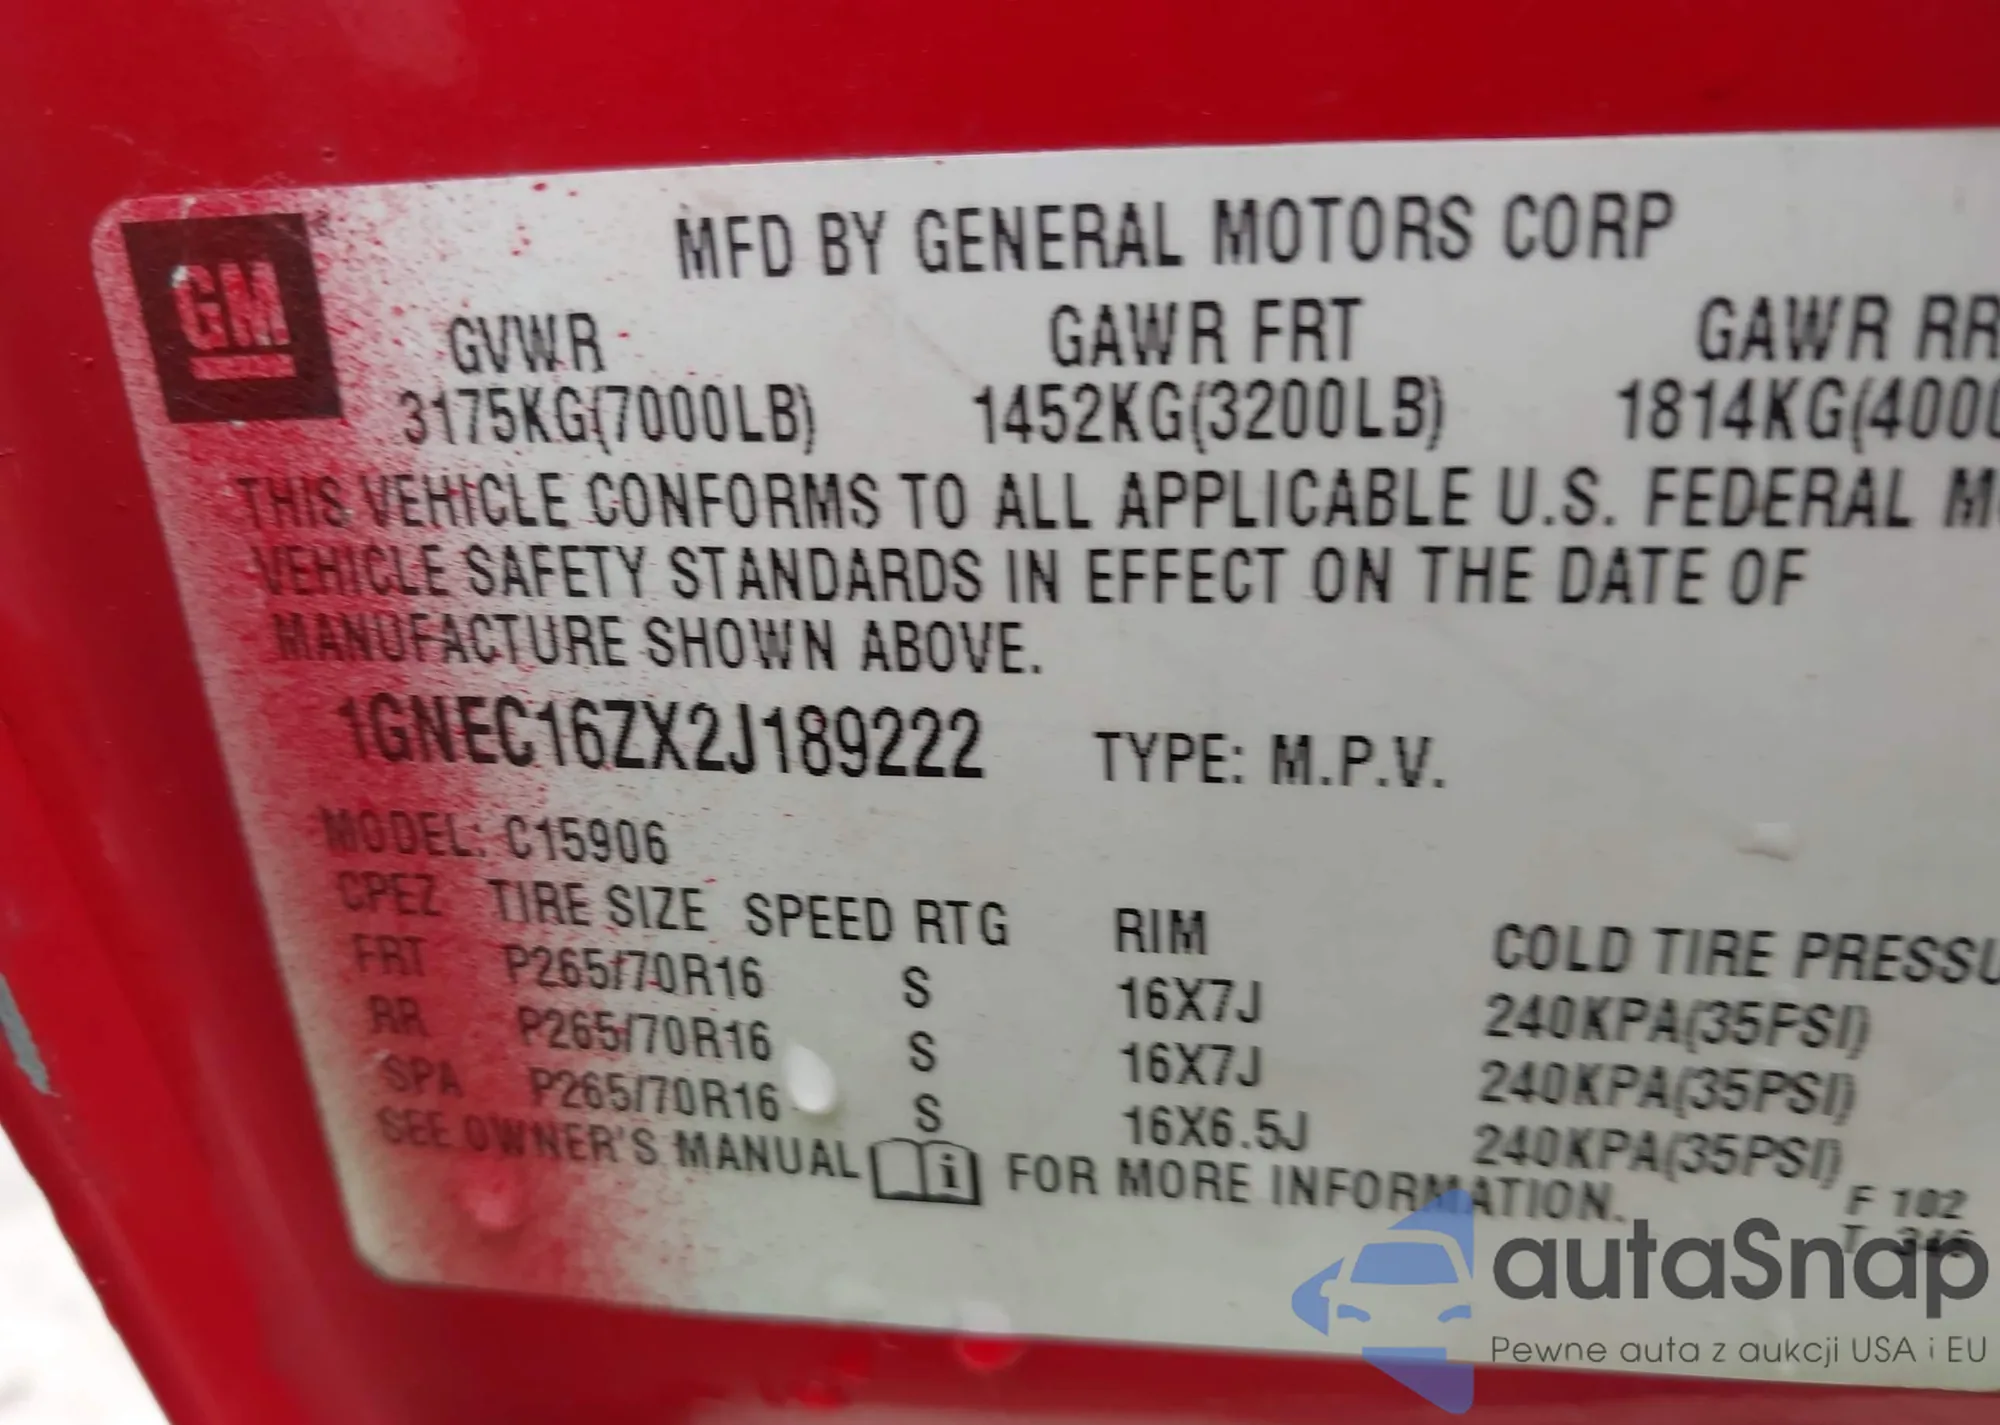 GM
MFD BY GENERAL MOTORS CORP
GVWR GAWR FRT GAWR RR
3175KG(7000LB) 1452KG(3200LB) 1814KG(4000
THIS VEHICLE CONFORMS TO ALL APPLICABLE U.S. FEDERAL M
VEHICLE SAFETY STANDARDS IN EFFECT ON THE DATE OF
MANUFACTURE SHOWN ABOVE.
1GNEC16ZX2J189222 TYPE: M.P.V.
MODEL: C15906
CPEZ TIRE SIZE SPEED RTG RIM COLD TIRE PRESSU
FRT P265/70R16 S 16X7J 240KPA(35PSI)
RR P265/70R16 S 16X7J 240KPA(35PSI)
SPA P265/70R16 S 16X6.5J 240KPA(35PSI)
SEE OWNER'S MANUAL i FOR MORE INFORMATION.
F 102
T 346
autaSnap
Pewne auta z aukcji USA i EU